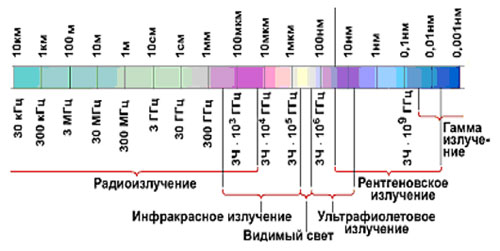 10км 1км 100 м 10м 1м 10см 1см 1мм 100мкм 10мкм 1мкм 100нм 10нм 1нм 0,1нм 0,01нм 0,001нм
30 кГц 300 кГц 3 МГц 30 МГц 300 МГц 3 ГГц 30 ГГц 300 ГГц 3Ч · 10³ ГГц 3Ч · 10⁴ ГГц 3Ч · 10⁵ ГГц 3Ч · 10⁶ ГГц 3Ч · 10⁹ ГГц
Гамма
излуче-
ние
Радиоизлучение
Рентгеновское
излучение
Инфракрасное излучение
Ультрафиолетовое
излучение
Видимый свет